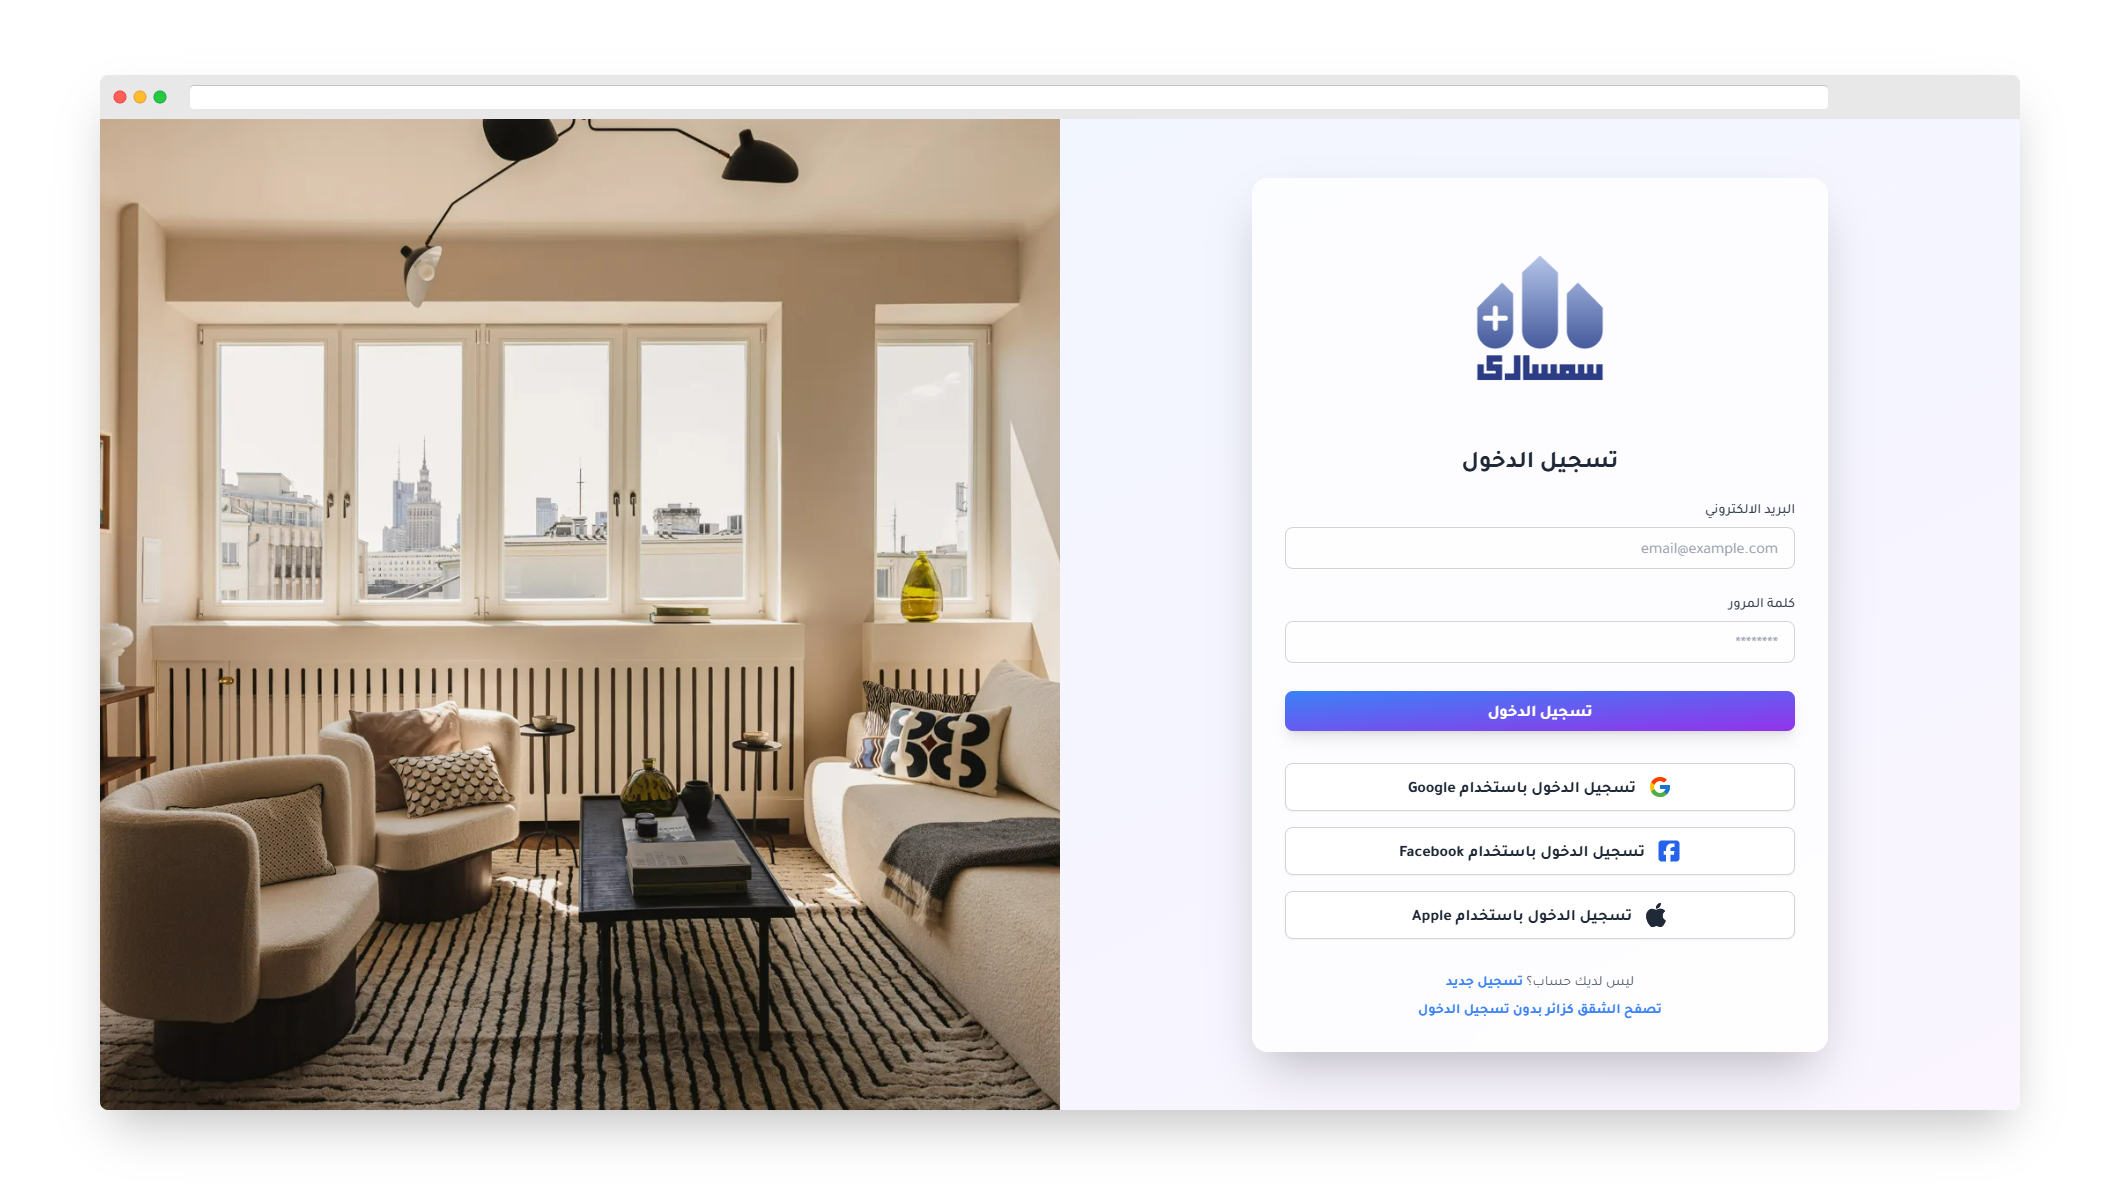 سمساري
تسجيل الدخول
البريد الالكتروني
email@example.com
كلمة المرور
********
تسجيل الدخول
تسجيل الدخول باستخدام Google
تسجيل الدخول باستخدام Facebook
تسجيل الدخول باستخدام Apple
ليس لديك حساب؟ تسجيل جديد
تصفح الشقق كزائر بدون تسجيل الدخول